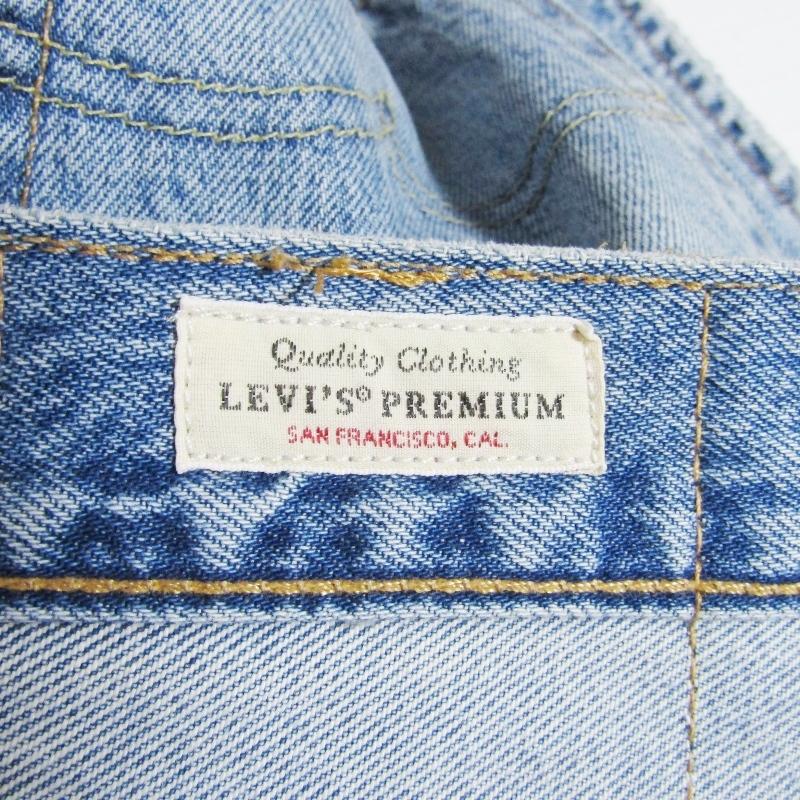 Quality Clothing
LEVI'S® PREMIUM
SAN FRANCISCO, CAL.